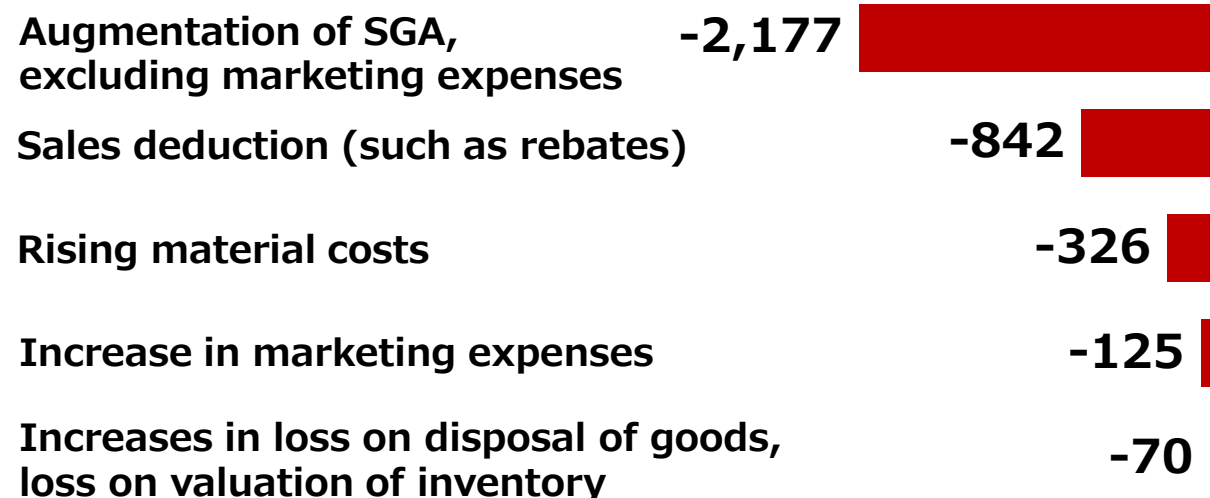 Augmentation of SGA,
excluding marketing expenses
-2,177
Sales deduction (such as rebates)
-842
Rising material costs
-326
Increase in marketing expenses
-125
Increases in loss on disposal of goods,
loss on valuation of inventory
-70